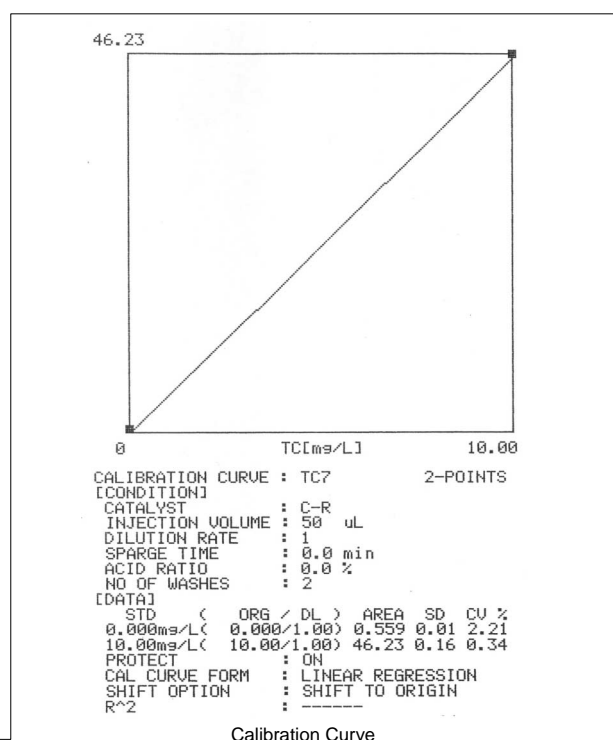 46.23
0 TC[mg/L] 10.00
CALIBRATION CURVE : TC7 2-POINTS
[CONDITION]
CATALYST : C-R
INJECTION VOLUME : 50 uL
DILUTION RATE : 1
SPARGE TIME : 0.0 min
ACID RATIO : 0.0 %
NO OF WASHES : 2
[DATA]
STD ( ORG / DL ) AREA SD CV %
0.000mg/L( 0.000/1.00) 0.559 0.01 2.21
10.00mg/L( 10.00/1.00) 46.23 0.16 0.34
PROTECT : ON
CAL CURVE FORM : LINEAR REGRESSION
SHIFT OPTION : SHIFT TO ORIGIN
R^2 : ------
Calibration Curve